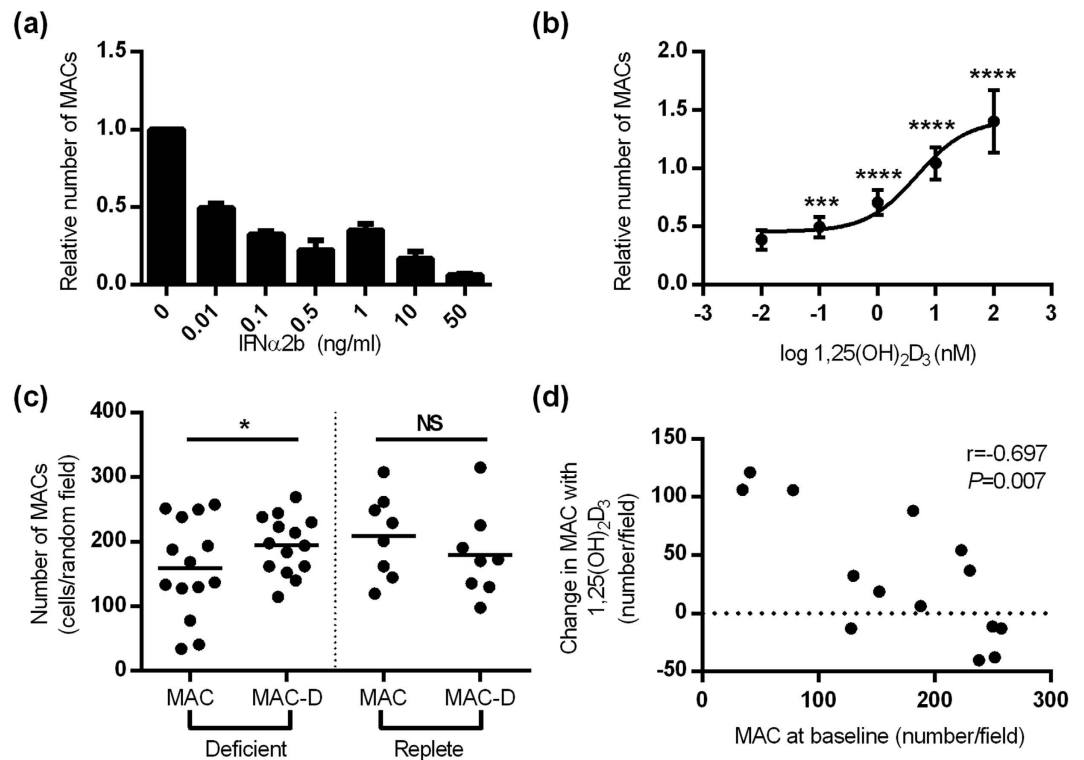 (a)
Relative number of MACs
1.5
1.0
0.5
0.0
0
0.01
0.1
0.5
1
10
50
IFNα2b (ng/ml)
(b)
Relative number of MACs
2.0
1.5
1.0
0.5
0.0
***
****
****
****
-3
-2
-1
0
1
2
3
log 1,25(OH)₂D₃ (nM)
(c)
Number of MACs
(cells/random field)
400
300
200
100
0
*
NS
MAC
MAC-D
MAC
MAC-D
Deficient
Replete
(d)
Change in MAC with
1,25(OH)₂D₃
(number/field)
150
100
50
0
-50
r=-0.697
P=0.007
0
100
200
300
MAC at baseline (number/field)